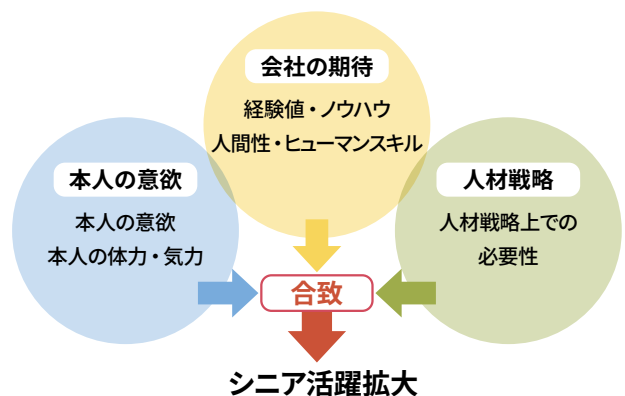 会社の期待
経験値・ノウハウ
人間性・ヒューマンスキル
本人の意欲
本人の意欲
本人の体力・気力
人材戦略
人材戦略上での
必要性
合致
シニア活躍拡大